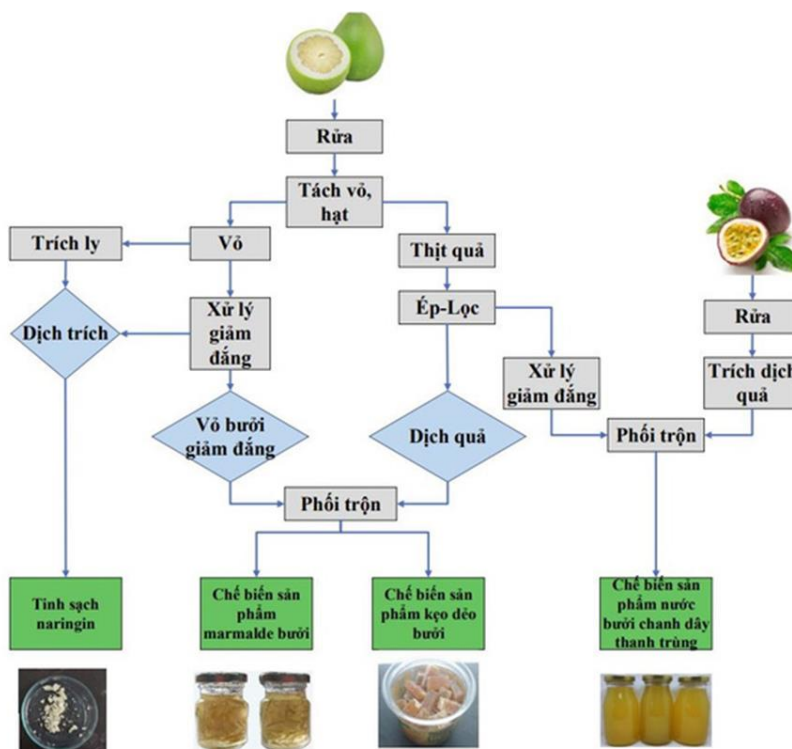 Rửa
Tách vỏ,
hạt
Trích ly
Vỏ
Thịt quả
Dịch trích
Xử lý
giảm
đắng
Ép-Lọc
Rửa
Xử lý
giảm đắng
Trích dịch
quả
Vỏ bưởi
giảm đắng
Dịch quả
Phối trộn
Phối trộn
Tinh sạch
naringin
Chế biến sản
phẩm
marmalde bưởi
Chế biến sản
phẩm kẹo dẻo
bưởi
Chế biến sản
phẩm nước
bưởi chanh dây
thanh trùng